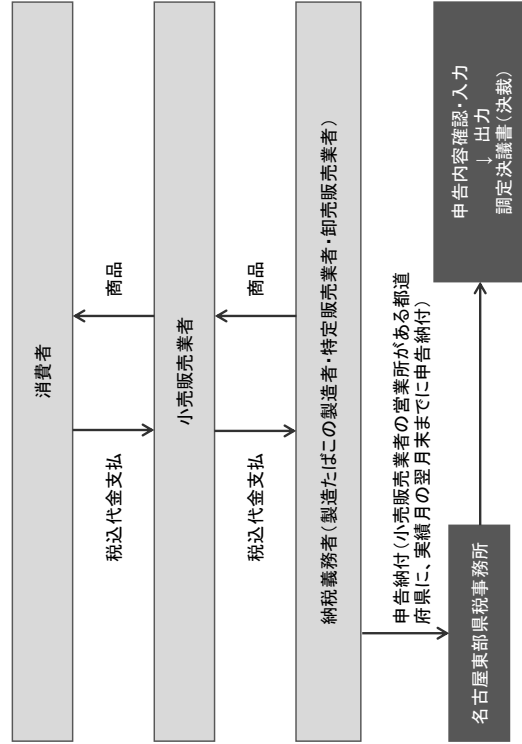 消費者
税込代金支払
商品
小売販売業者
税込代金支払
商品
納税義務者（製造たばこの製造者・特定販売業者・卸売販売業者）
申告納付（小売販売業者の営業所がある都道
府県に、実績月の翌月末までに申告納付）
名古屋東部県税事務所
申告内容確認・入力
↓ 出力
調定決議書（決裁）